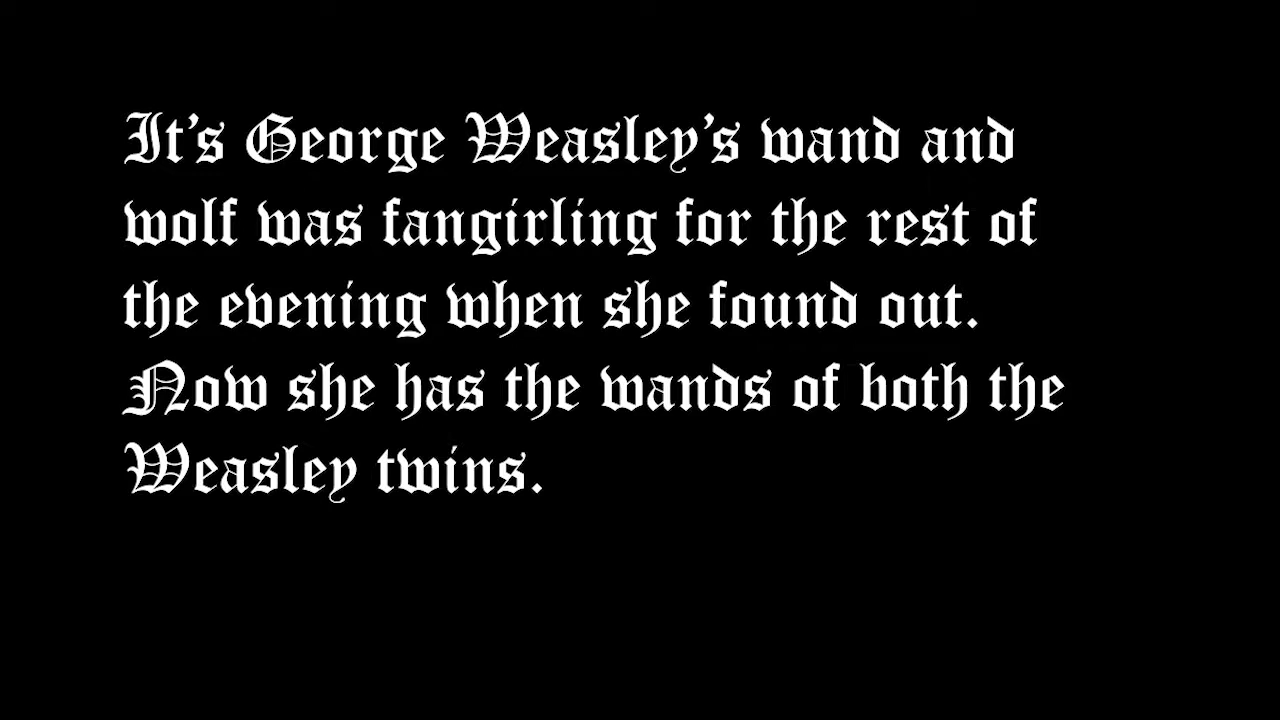 It's George Weasley's wand and
wolf was fangirling for the rest of
the evening when she found out.
Now she has the wands of both the
Weasley twins.